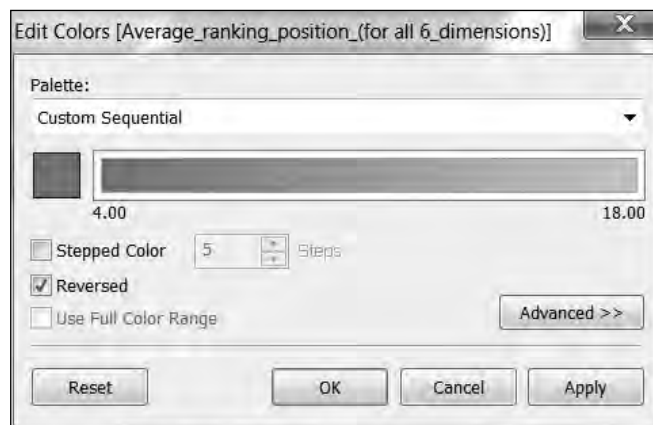 Edit Colors [Average_ranking_position_(for all 6_dimensions)]
Palette:
Custom Sequential
4.00 18.00
Stepped Color 5 Steps
Reversed
Use Full Color Range
Advanced >>
Reset OK Cancel Apply